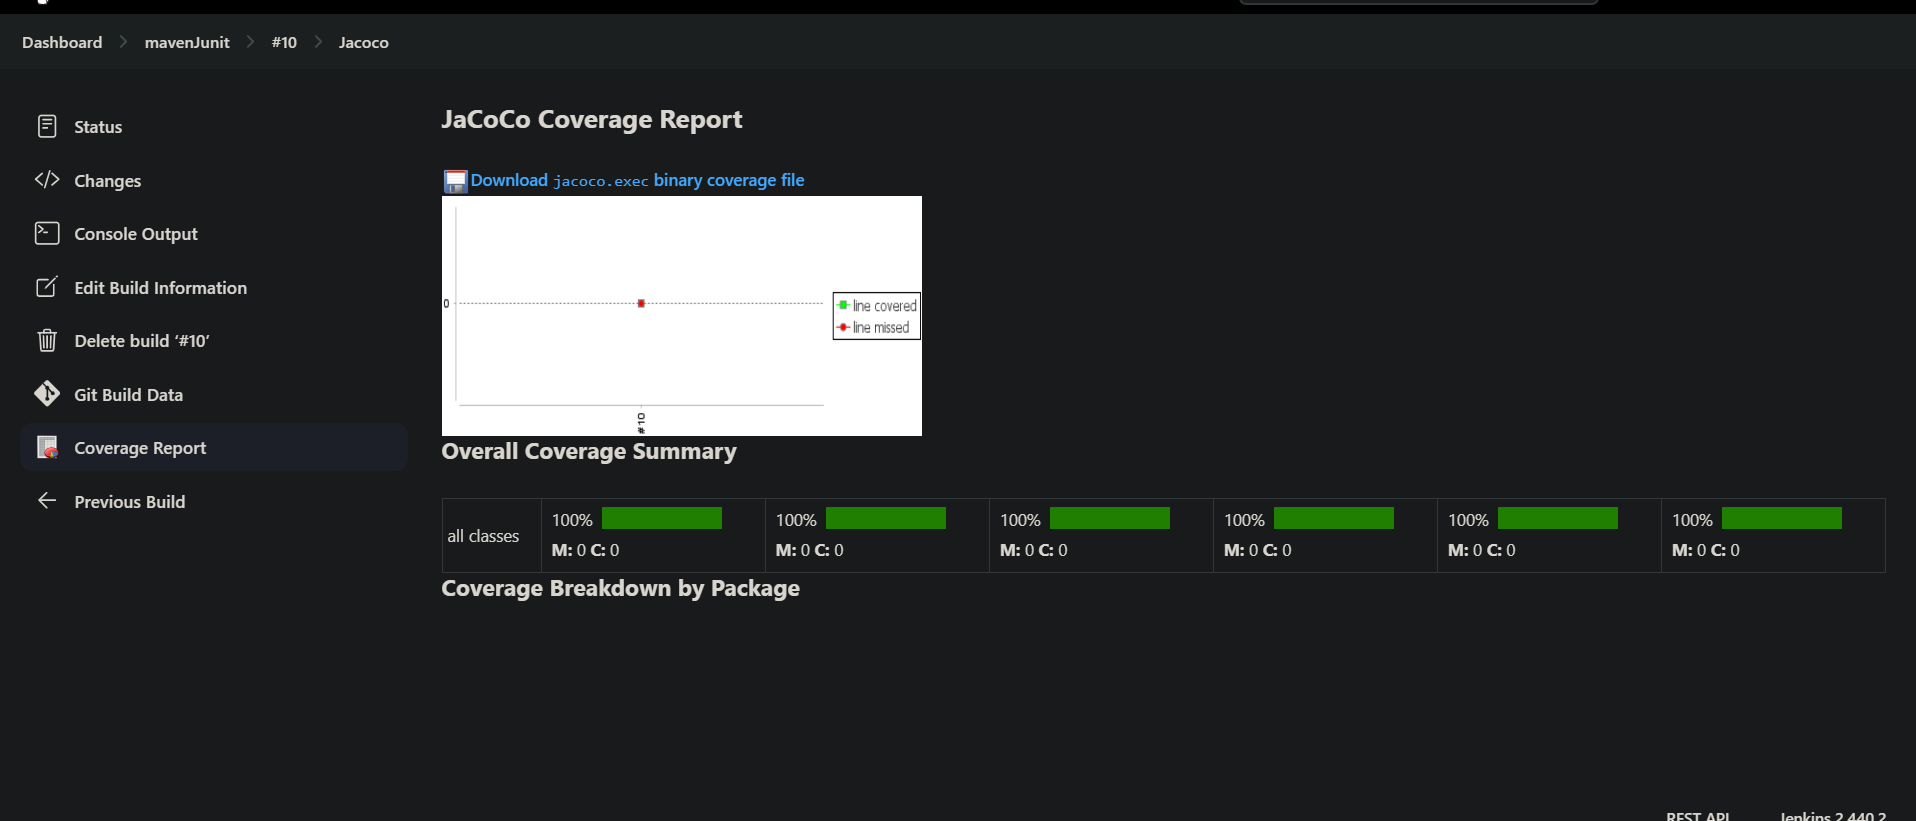 Dashboard > mavenJunit > #10 > Jacoco
Status
Changes
Console Output
Edit Build Information
Delete build ‘#10’
Git Build Data
Coverage Report
Previous Build
JaCoCo Coverage Report
Download jacoco.exec binary coverage file
0
#10
line covered
line missed
Overall Coverage Summary
all classes
100% 100% 100% 100% 100% 100%
M: 0 C: 0 M: 0 C: 0 M: 0 C: 0 M: 0 C: 0 M: 0 C: 0 M: 0 C: 0
Coverage Breakdown by Package
REST API Jenkins 2.440.2